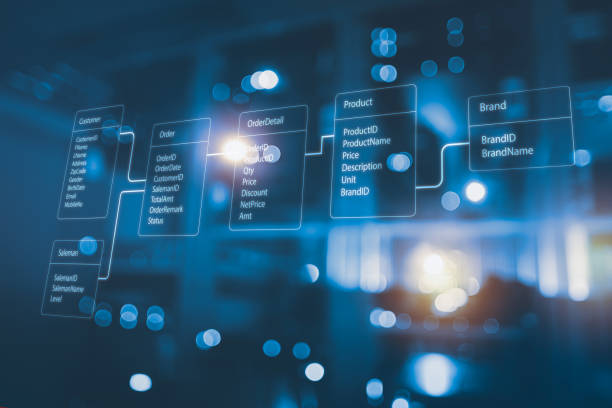 Customer
CustomerID
FName
LName
Address
ZipCode
Gender
BirthDate
Email
MobileNo
Order
OrderID
OrderDate
CustomerID
SalemanID
TotalAmt
OrderRemark
Status
OrderDetail
OrderID
ProductID
Qty
Price
Discount
NetPrice
Amt
Product
ProductID
ProductName
Price
Description
Unit
BrandID
Brand
BrandID
BrandName
Saleman
SalemanID
SalemanName
Level